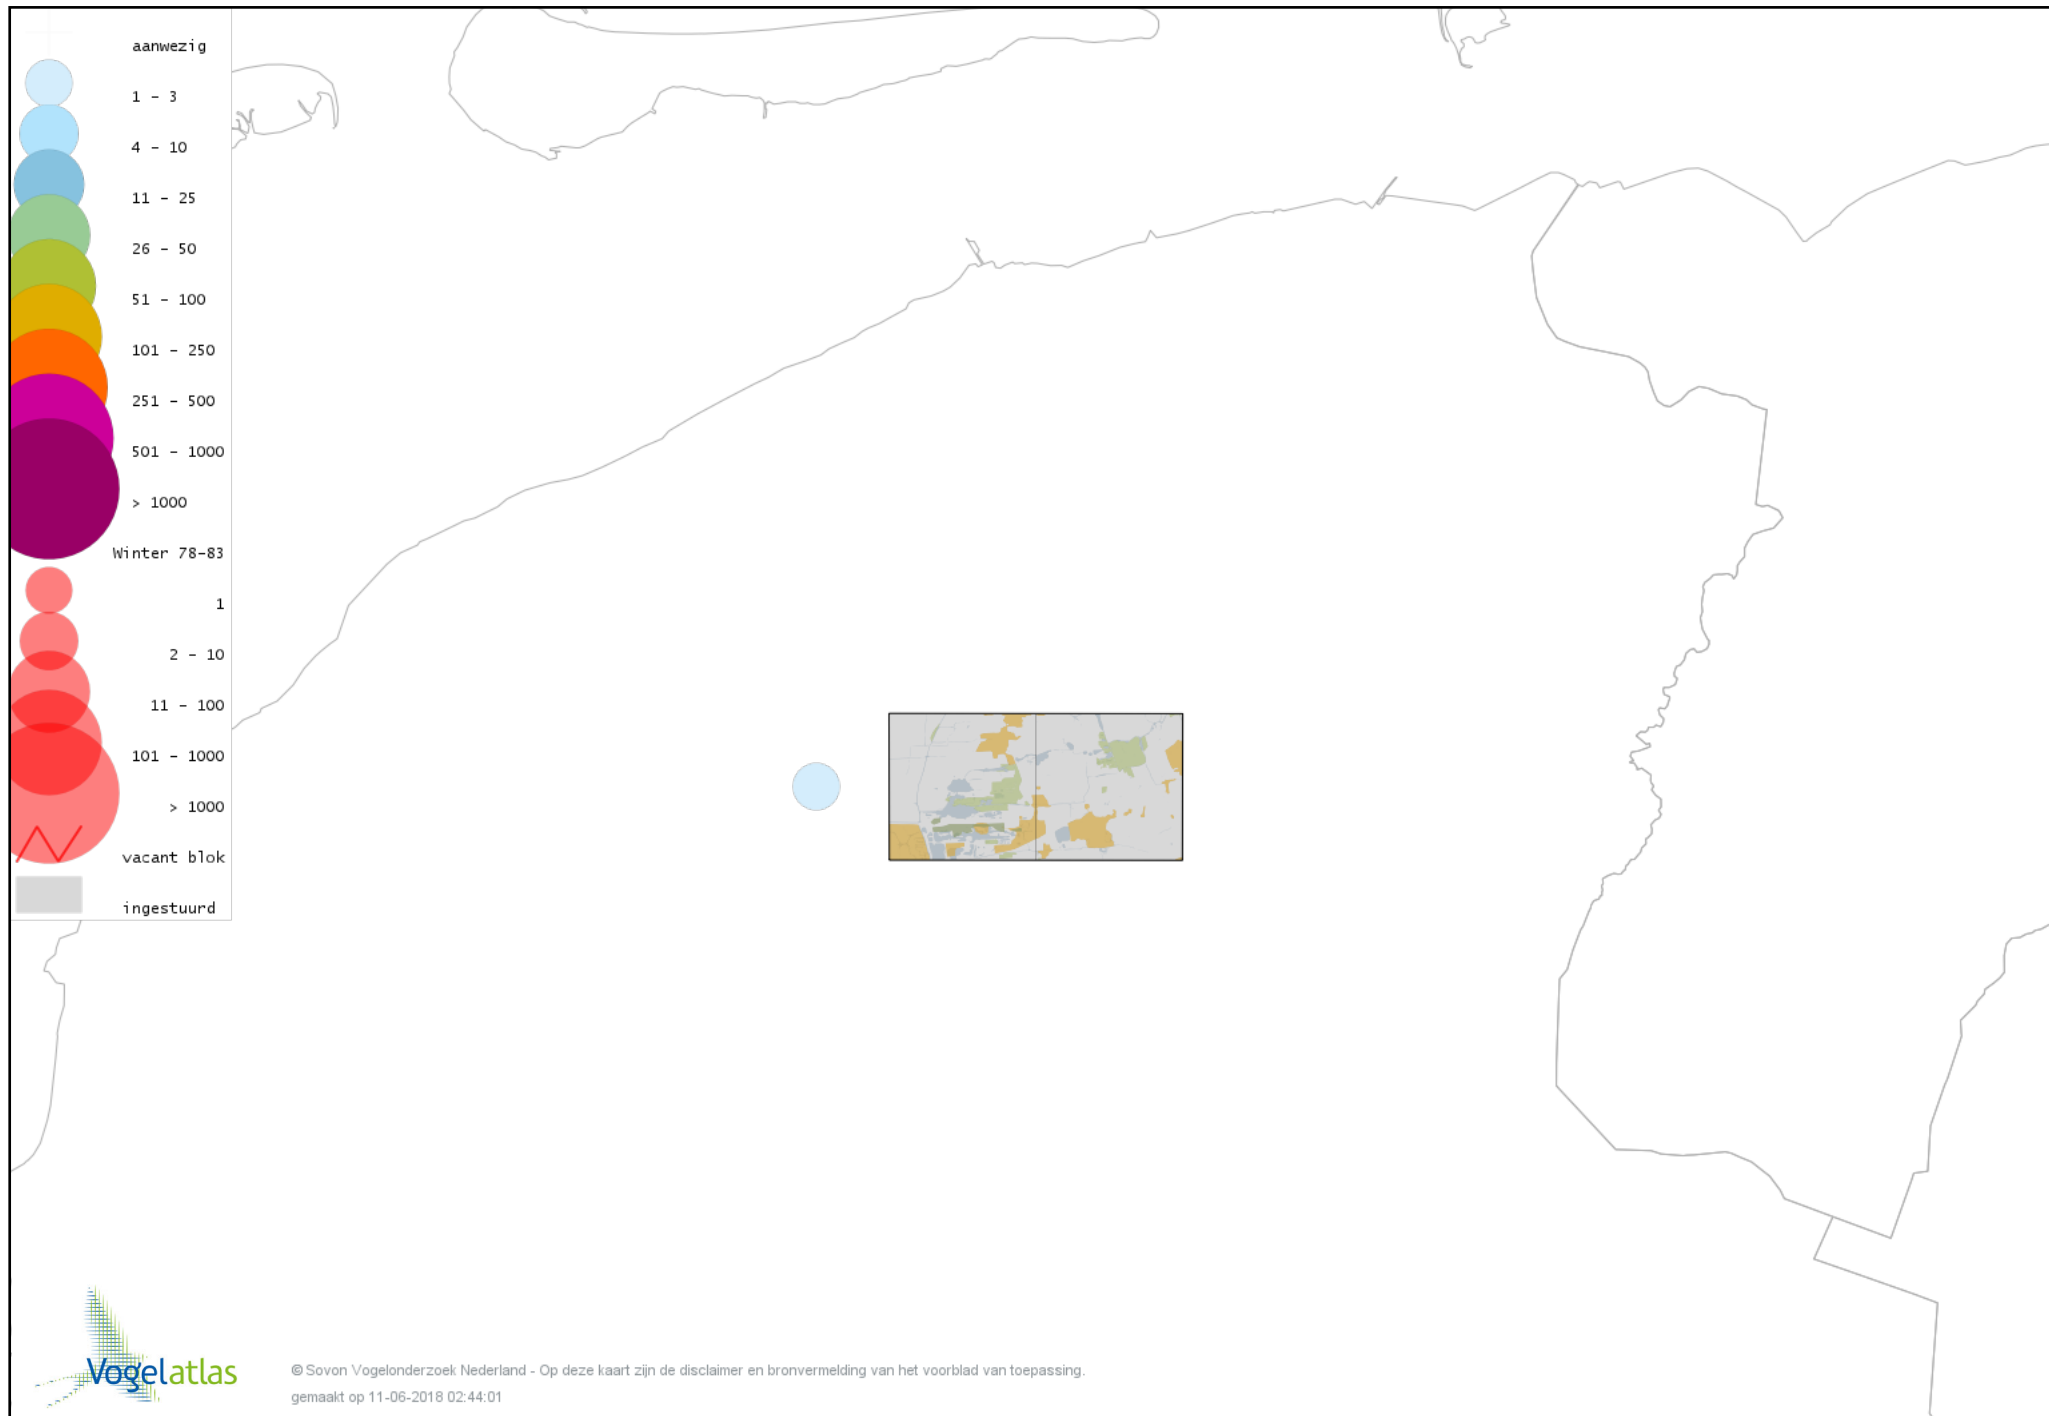 aanwezig
1 - 3
4 - 10
11 - 25
26 - 50
51 - 100
101 - 250
251 - 500
501 - 1000
> 1000
Winter 78-83
1
2 - 10
11 - 100
101 - 1000
> 1000
vacant blok
ingestuurd
Vogelatlas
© Sovon Vogelonderzoek Nederland - Op deze kaart zijn de disclaimer en bronvermelding van het voorblad van toepassing.
gemaakt op 11-06-2018 02:44:01